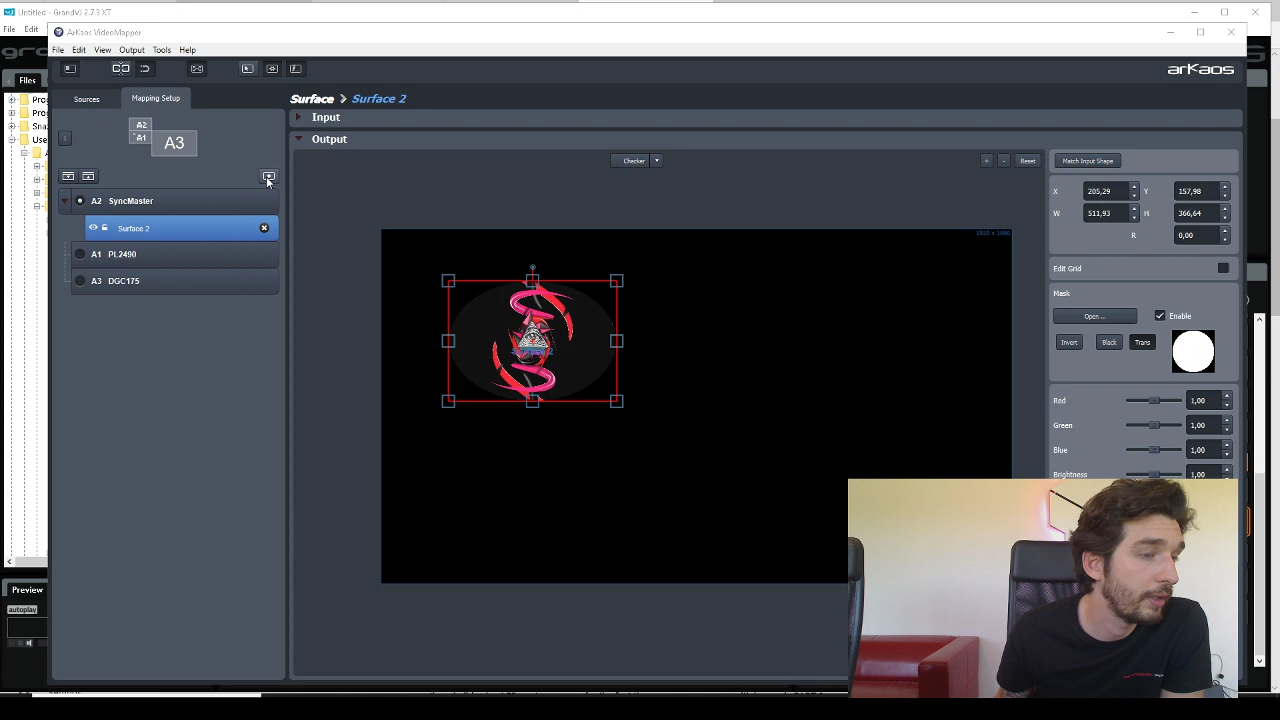 Untitled - GrandVJ 2.7.3 XT
File Edit
ArKaos VideoMapper
File Edit View Output Tools Help
arkaos
Files
Sources Mapping Setup
Surface > Surface 2
Input
Output
A2
A1
A3
Checker
+ - Reset
Match Input Shape
X 205,29 Y 157,98
W 511,93 H 366,64
R 0,00
A2 SyncMaster
Surface 2
A1 PL2490
A3 DGC175
1920 x 1080
Edit Grid
Mask
Open ... Enable
Invert Black Trans
Red 1,00
Green 1,00
Blue 1,00
Brightness 1,00
Preview
autoplay